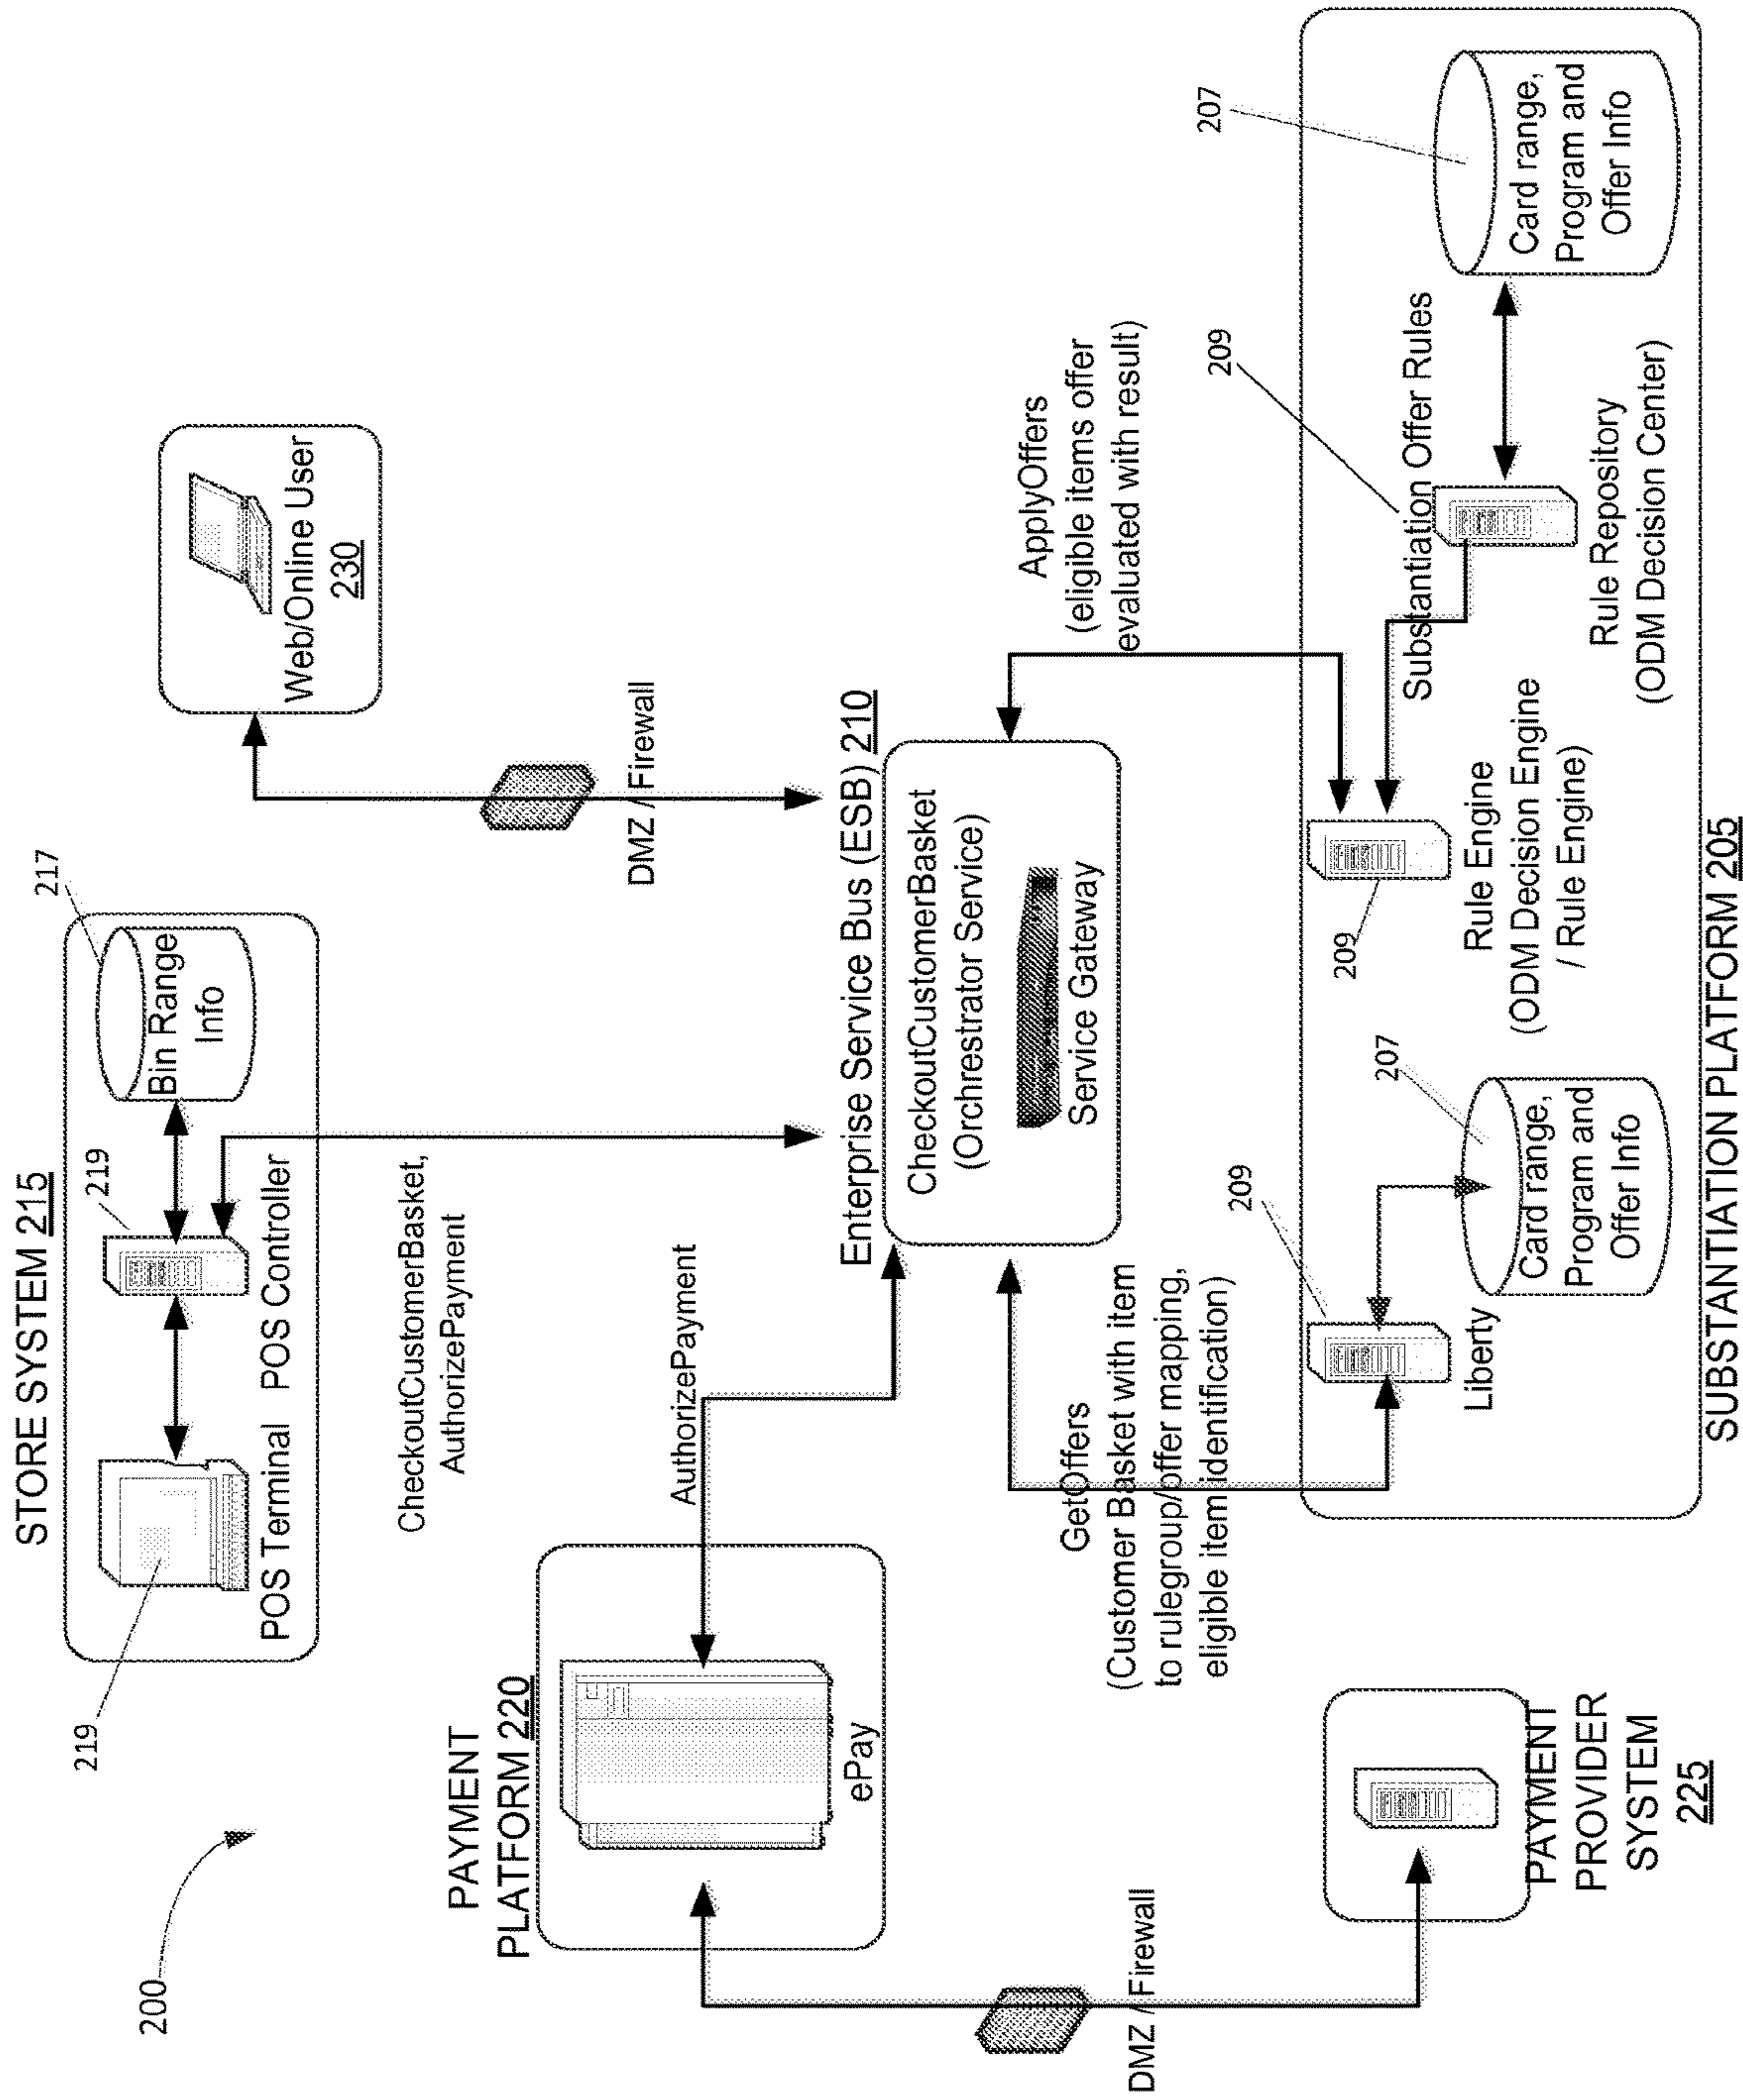 200
STORE SYSTEM 215
219
219
217
POS Terminal
POS Controller
Bin Range
Info
Web/Online User
230
CheckoutCustomerBasket,
AuthorizePayment
DMZ / Firewall
PAYMENT
PLATFORM 220
ePay
AuthorizePayment
Enterprise Service Bus (ESB) 210
CheckoutCustomerBasket
(Orchestrator Service)
Service Gateway
GetOffers
(Customer Basket with item
to rulegroup/offer mapping,
eligible item identification)
ApplyOffers
(eligible items offer
evaluated with result)
DMZ / Firewall
PAYMENT
PROVIDER
SYSTEM
225
209
Liberty
207
Card range,
Program and
Offer Info
209
Rule Engine
(ODM Decision Engine
/ Rule Engine)
209
Substantiation Offer Rules
Rule Repository
(ODM Decision Center)
207
Card range,
Program and
Offer Info
SUBSTANTIATION PLATFORM 205